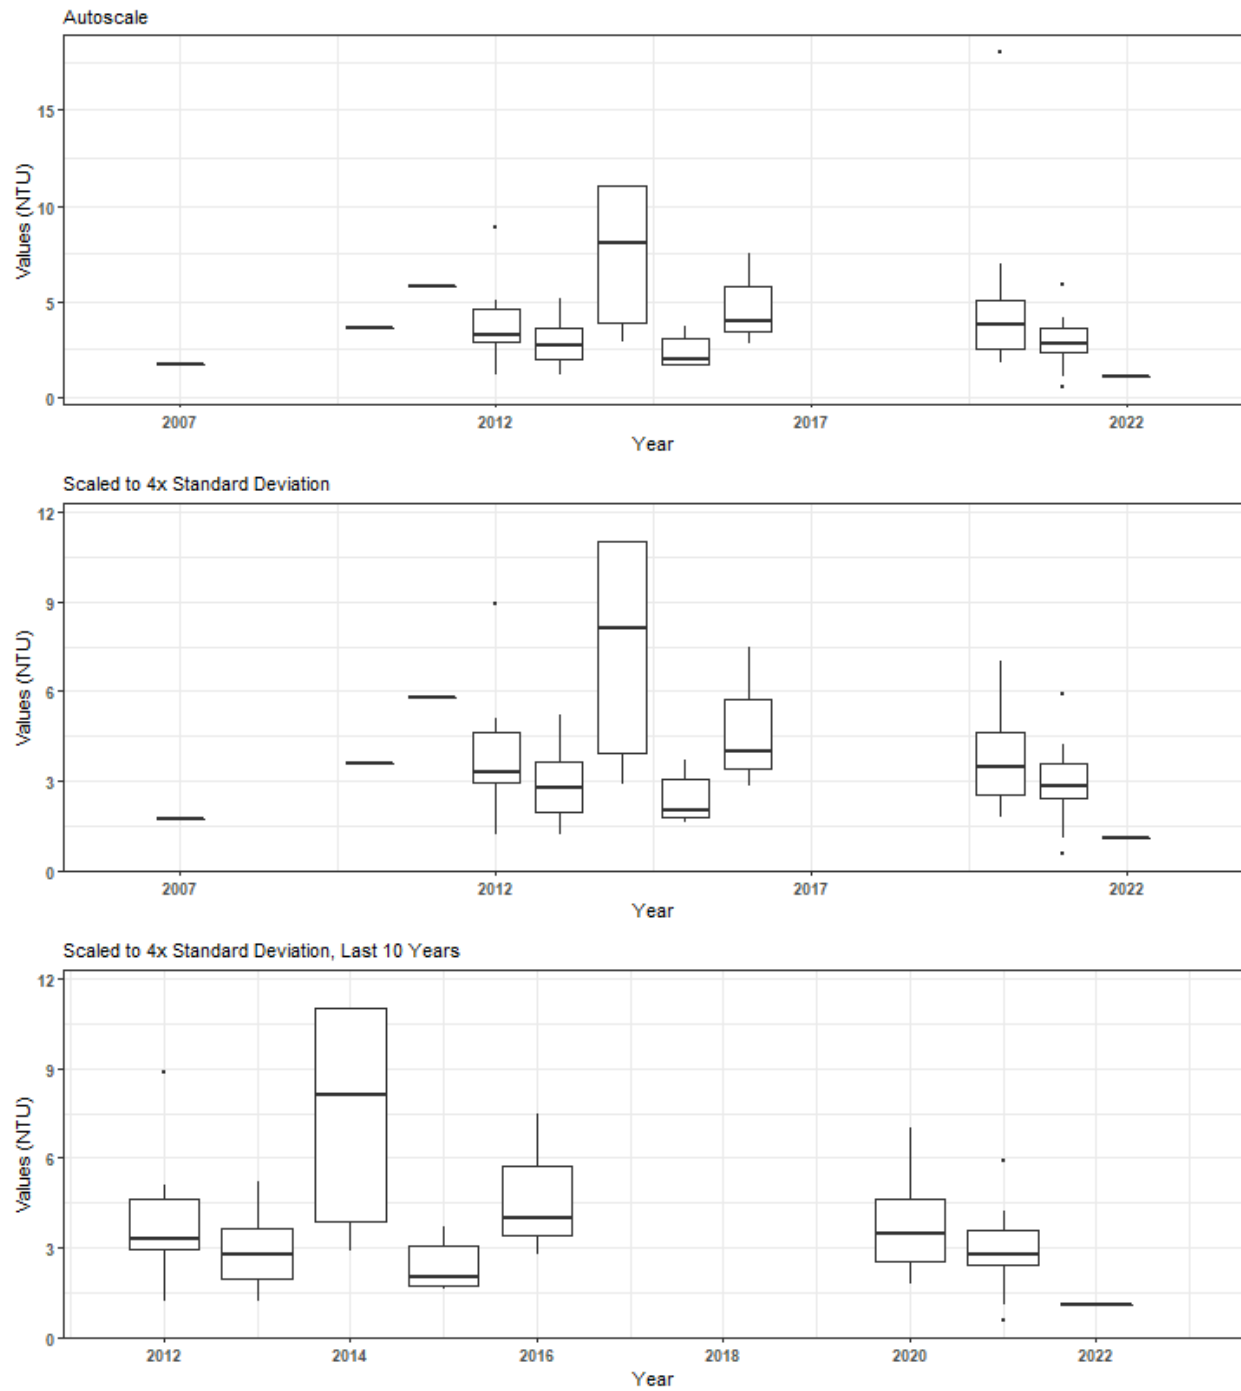 Autoscale
15
10
5
0
Values (NTU)
2007 2012 2017 2022
Year
Scaled to 4x Standard Deviation
12
9
6
3
0
Values (NTU)
2007 2012 2017 2022
Year
Scaled to 4x Standard Deviation, Last 10 Years
12
9
6
3
0
Values (NTU)
2012 2014 2016 2018 2020 2022
Year